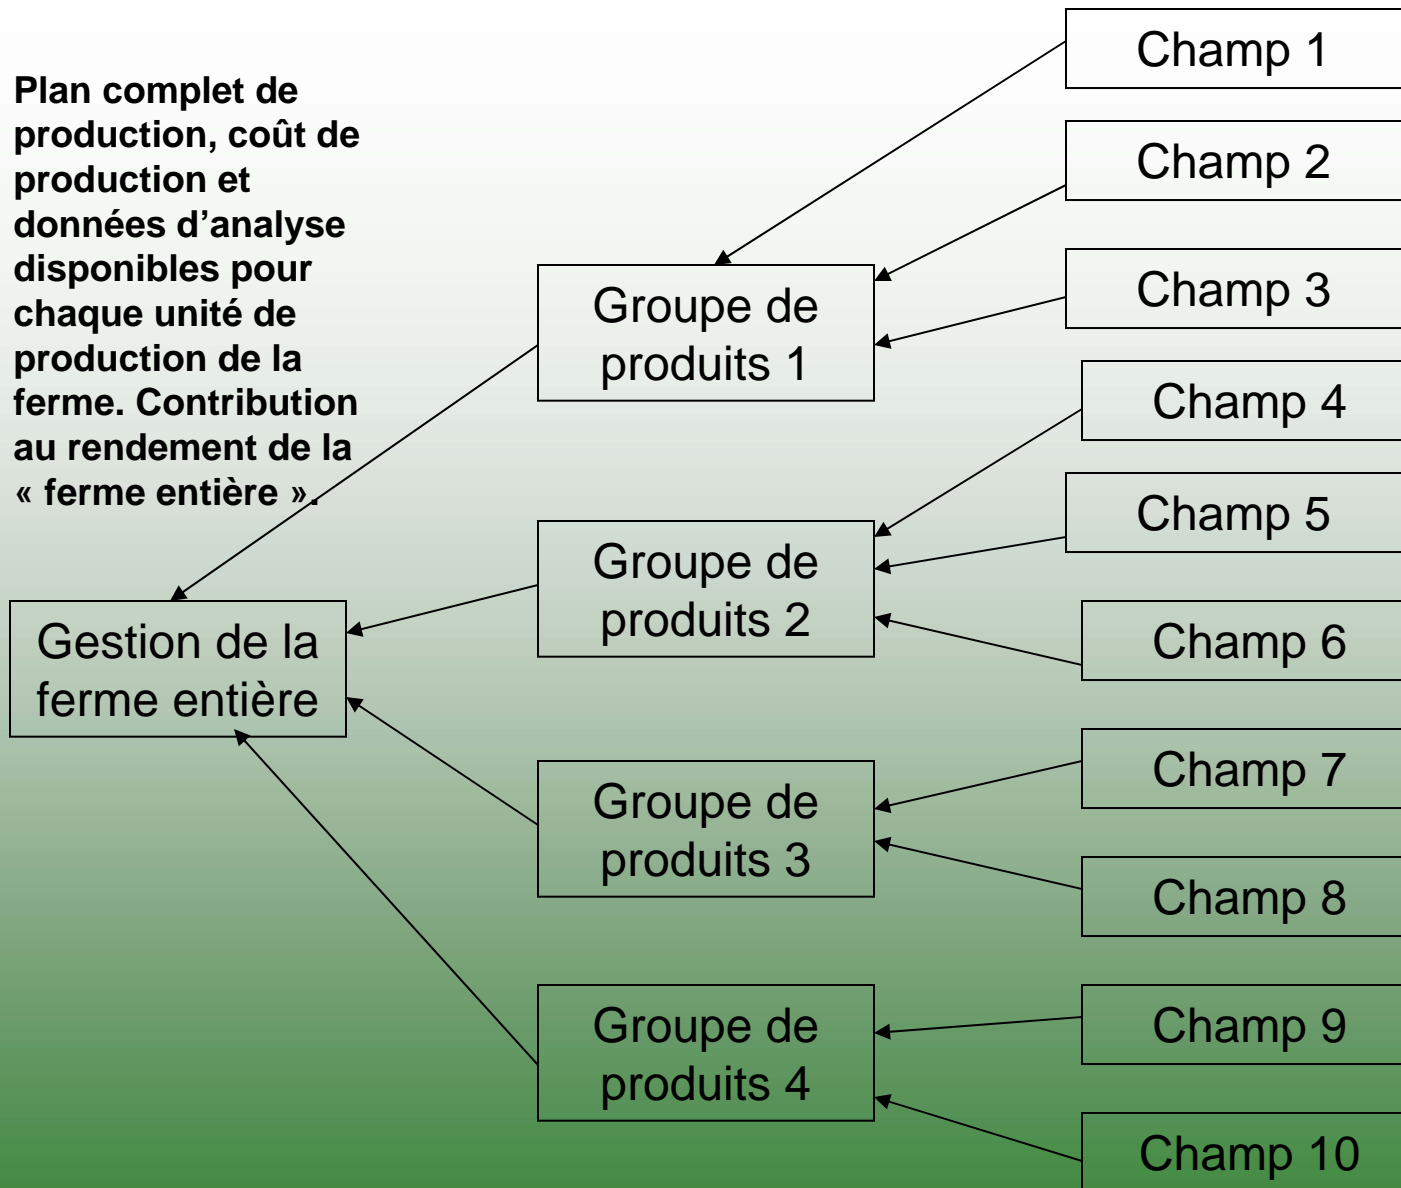 Plan complet de
production, coût de
production et
données d’analyse
disponibles pour
chaque unité de
production de la
ferme. Contribution
au rendement de la
« ferme entière ».
Gestion de la
ferme entière
Groupe de
produits 1
Groupe de
produits 2
Groupe de
produits 3
Groupe de
produits 4
Champ 1
Champ 2
Champ 3
Champ 4
Champ 5
Champ 6
Champ 7
Champ 8
Champ 9
Champ 10